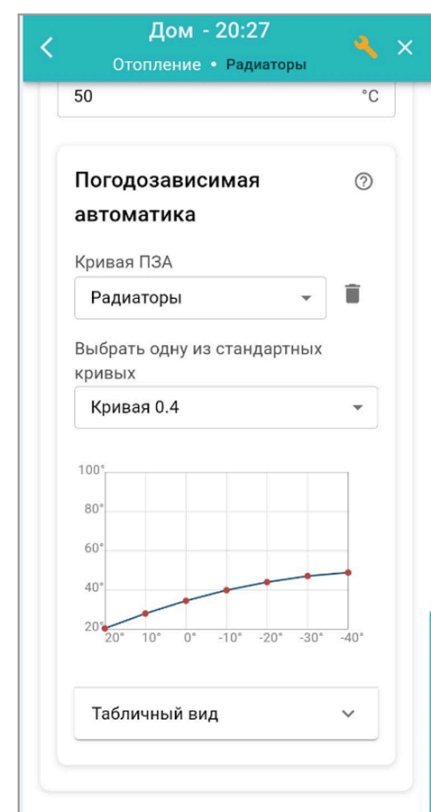 Дом - 20:27
Отопление • Радиаторы
50 °C
Погодозависимая
автоматика
Кривая ПЗА
Радиаторы
Выбрать одну из стандартных
кривых
Кривая 0.4
100°
80°
60°
40°
20°
20° 10° 0° -10° -20° -30° -40°
Табличный вид